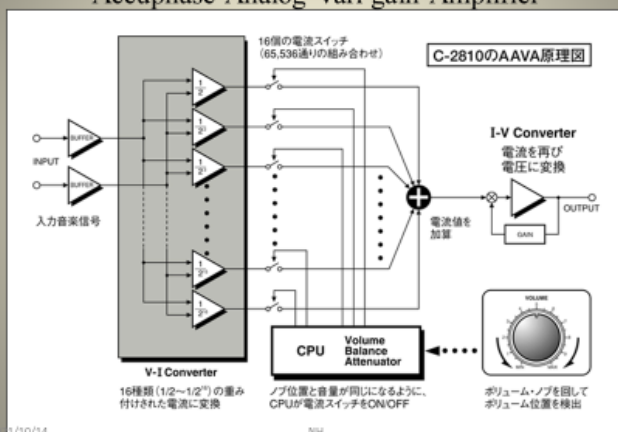 Accuphase Analog Vari-gain Amplifier
16個の電流スイッチ
(65,536通りの組み合わせ)
C-2810のAAVA原理図
I-V Converter
電流を再び
電圧に変換
BUFFER
INPUT
BUFFER
入力音楽信号
1/2
電流値を
加算
GAIN
OUTPUT
V-I Converter
16種類(1/2~1/2¹⁶)の重み
付けされた電流に変換
CPU
Volume
Balance
Attenuator
ノブ位置と音量が同じになるように、
CPUが電流スイッチをON/OFF
VOLUME
ボリューム・ノブを回して
ボリューム位置を検出
1/10/14
NH